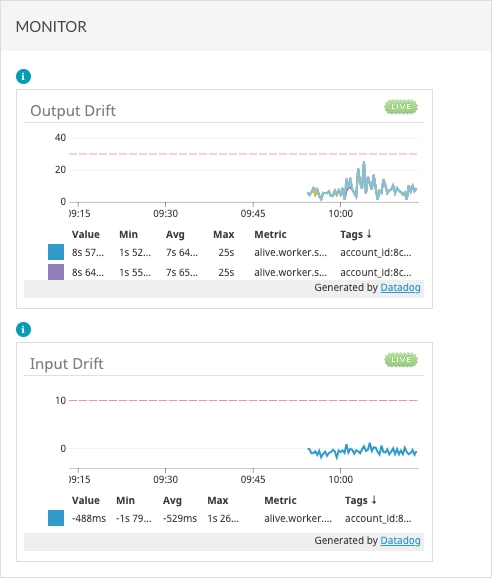 MONITOR
i
Output Drift LIVE
40
20
0
09:15 09:30 09:45 10:00
Value Min Avg Max Metric Tags ↓
8s 57... 1s 52... 7s 64... 25s alive.worker.s... account_id:8c...
8s 64... 1s 55... 7s 65... 25s alive.worker.s... account_id:8c...
Generated by Datadog
i
Input Drift LIVE
10
0
09:15 09:30 09:45 10:00
Value Min Avg Max Metric Tags ↓
-488ms -1s 79... -529ms 1s 26... alive.worker.... account_id:8...
Generated by Datadog